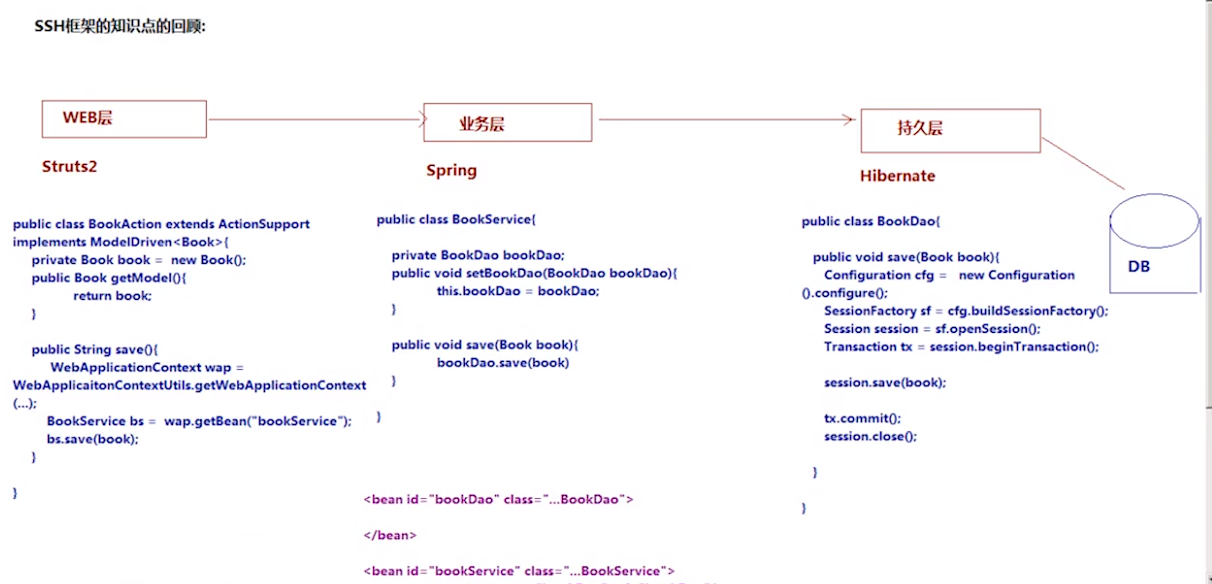 SSH框架的知识点的回顾:
WEB层
业务层
持久层
Struts2
Spring
Hibernate
DB
public class BookAction extends ActionSupport
implements ModelDriven<Book>{
private Book book = new Book();
public Book getModel(){
return book;
}
public String save(){
WebApplicationContext wap =
WebApplicaitonContextUtils.getWebApplicationContext
(...);
BookService bs = wap.getBean("bookService");
bs.save(book);
}
}
public class BookService{
private BookDao bookDao;
public void setBookDao(BookDao bookDao){
this.bookDao = bookDao;
}
public void save(Book book){
bookDao.save(book)
}
}
<bean id="bookDao" class="...BookDao">
</bean>
<bean id="bookService" class="...BookService">
public class BookDao{
public void save(Book book){
Configuration cfg = new Configuration
().configure();
SessionFactory sf = cfg.buildSessionFactory();
Session session = sf.openSession();
Transaction tx = session.beginTransaction();
session.save(book);
tx.commit();
session.close();
}
}